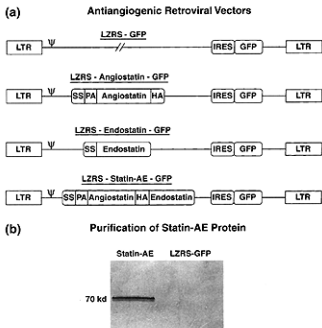 (a) Antiangiogenic Retroviral Vectors
LZRS - GFP
LTR Ψ // IRES GFP LTR
LZRS - Angiostatin - GFP
LTR Ψ SS PA Angiostatin HA IRES GFP LTR
LZRS - Endostatin - GFP
LTR Ψ SS Endostatin IRES GFP LTR
LZRS - Statin-AE - GFP
LTR Ψ SS PA Angiostatin HA Endostatin IRES GFP LTR
(b) Purification of Statin-AE Protein
Statin-AE LZRS-GFP
70 kd